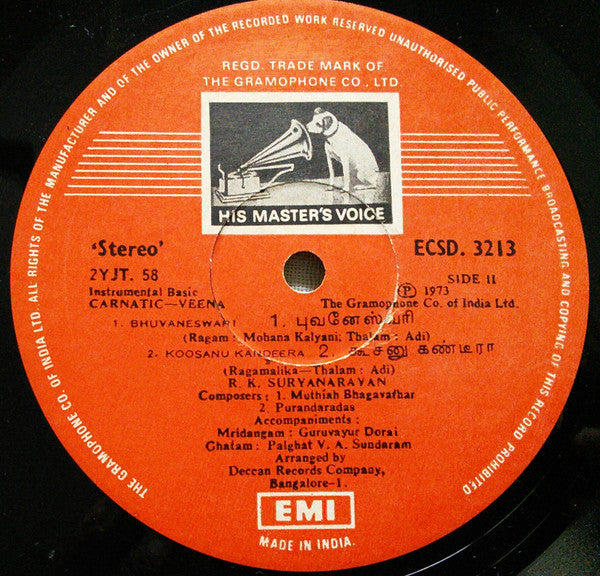 THE GRAMOPHONE CO. OF INDIA LTD. ALL RIGHTS OF THE MANUFACTURER AND OF THE OWNER OF THE RECORDED WORK RESERVED UNAUTHORISED PUBLIC PERFORMANCE BROADCASTING AND COPYING OF THIS RECORD PROHIBITED
REGD. TRADE MARK OF
THE GRAMOPHONE CO., LTD.
HIS MASTER'S VOICE
'Stereo' ECSD. 3213
2YJT. 58 SIDE II
Instrumental Basic Ⓟ 1973
CARNATIC—VEENA The Gramophone Co. of India Ltd.
1. BHUVANESWARI 1. புவனேஸ்வரி
(Ragam : Mohana Kalyani; Thalam : Adi)
2. KOOSANU KANDEERA 2. கூசனு கண்டீரா
(Ragamalika—Thalam : Adi)
R. K. SURYANARAYAN
Composers : 1. Muthiah Bhagavathar
2. Purandaradas
Accompaniments :
Mridangam : Guruvayur Dorai
Ghatam : Palghat V. A. Sundaram
Arranged by
Deccan Records Company,
Bangalore-1.
EMI
MADE IN INDIA.